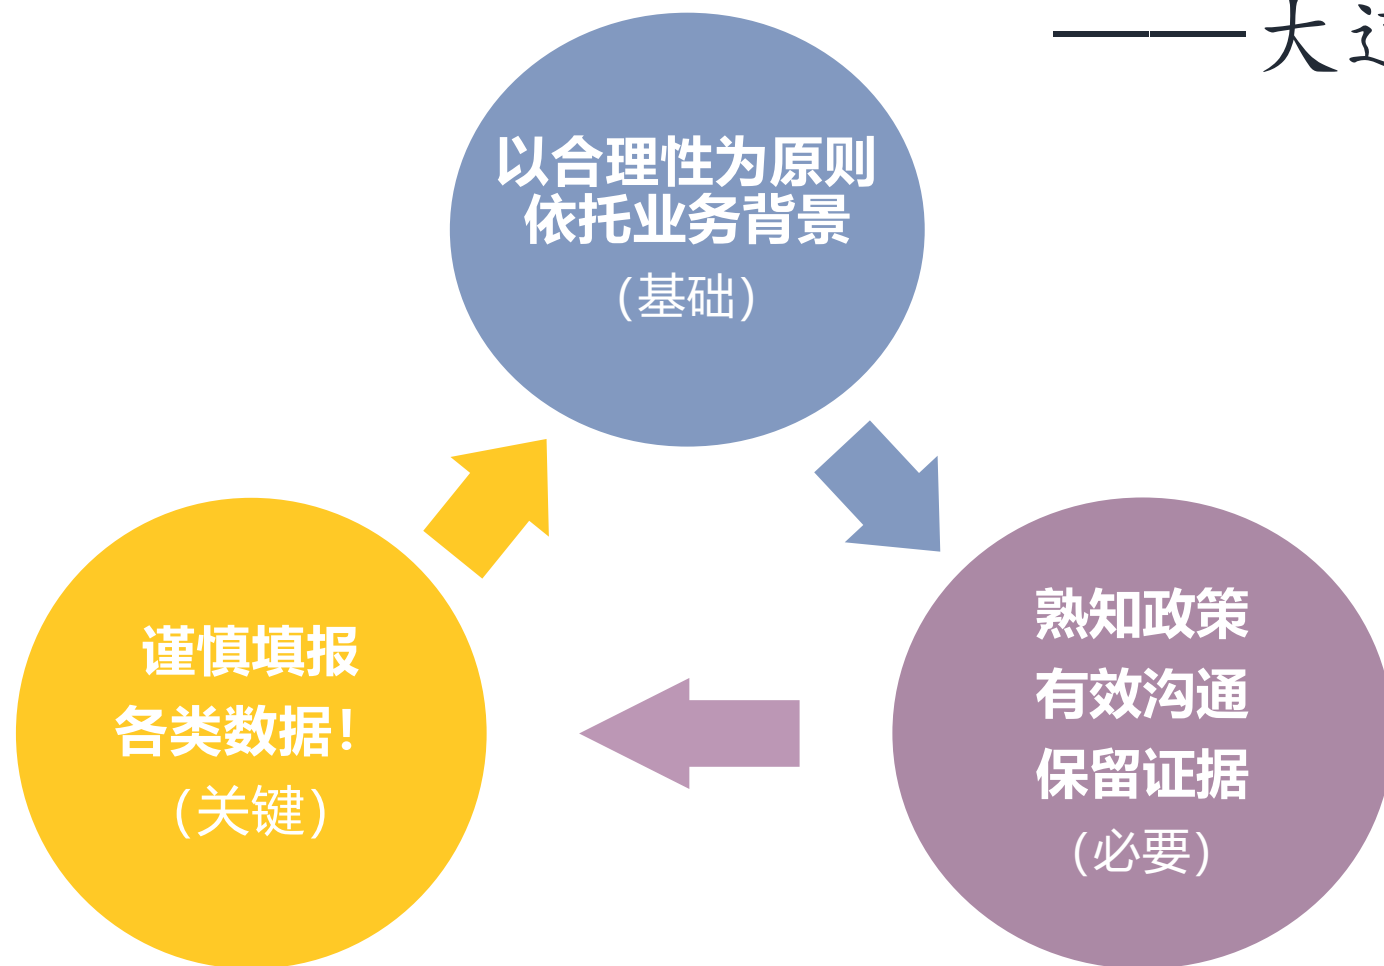 ——大
以合理性为原则
依托业务背景
（基础）
熟知政策
有效沟通
保留证据
（必要）
谨慎填报
各类数据！
（关键）